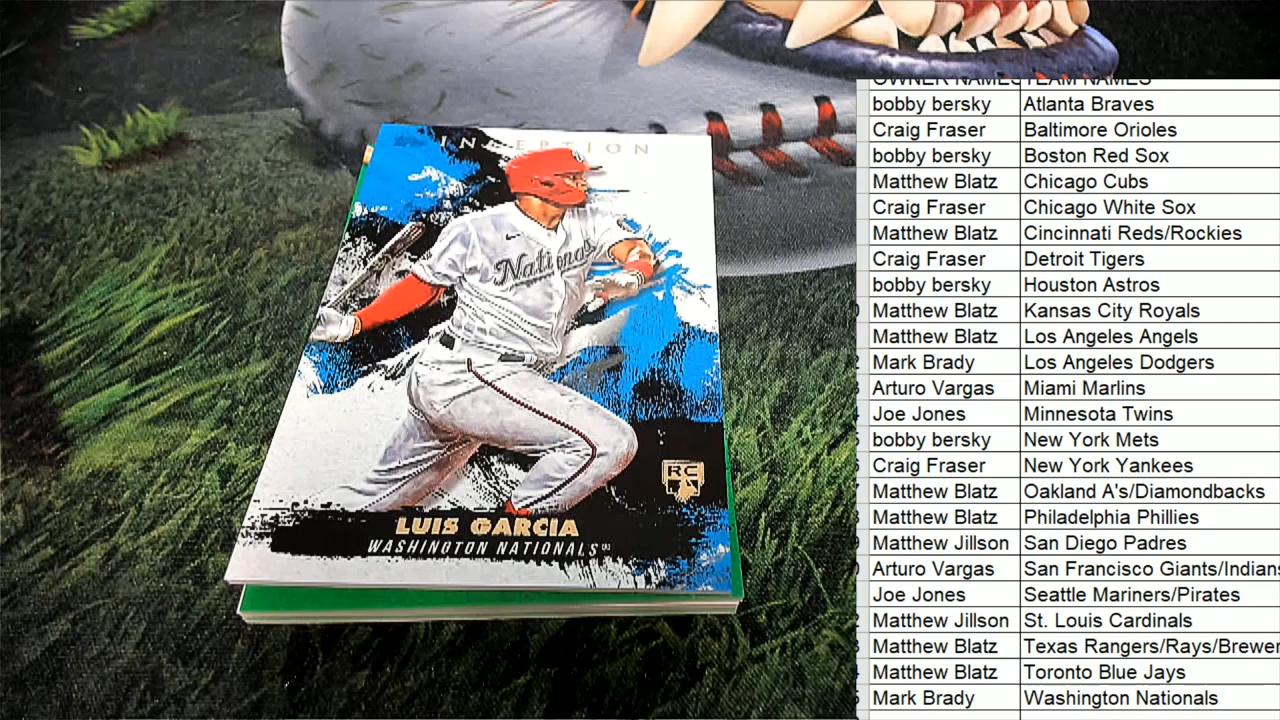 INCEPTION
Nationals
RC
LUIS GARCIA
WASHINGTON NATIONALS
OWNER NAMES TEAM NAMES
bobby bersky Atlanta Braves
Craig Fraser Baltimore Orioles
bobby bersky Boston Red Sox
Matthew Blatz Chicago Cubs
Craig Fraser Chicago White Sox
Matthew Blatz Cincinnati Reds/Rockies
Craig Fraser Detroit Tigers
bobby bersky Houston Astros
Matthew Blatz Kansas City Royals
Matthew Blatz Los Angeles Angels
Mark Brady Los Angeles Dodgers
Arturo Vargas Miami Marlins
Joe Jones Minnesota Twins
bobby bersky New York Mets
Craig Fraser New York Yankees
Matthew Blatz Oakland A's/Diamondbacks
Matthew Blatz Philadelphia Phillies
Matthew Jillson San Diego Padres
Arturo Vargas San Francisco Giants/Indians
Joe Jones Seattle Mariners/Pirates
Matthew Jillson St. Louis Cardinals
Matthew Blatz Texas Rangers/Rays/Brewer
Matthew Blatz Toronto Blue Jays
Mark Brady Washington Nationals